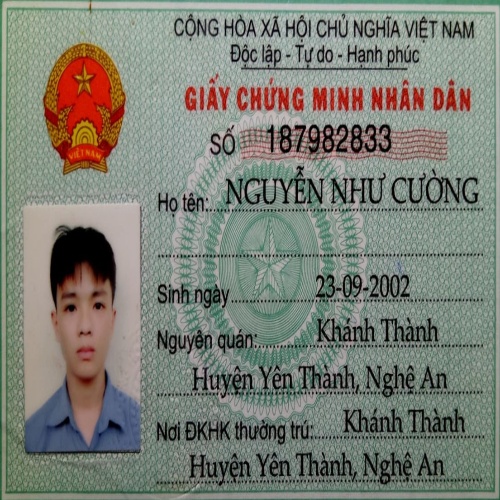 CỘNG HÒA XÃ HỘI CHỦ NGHĨA VIỆT NAM
Độc lập - Tự do - Hạnh phúc
GIẤY CHỨNG MINH NHÂN DÂN
SỐ 187982833
Họ tên: NGUYỄN NHƯ CƯỜNG
Sinh ngày 23-09-2002
Nguyên quán: Khánh Thành
Huyện Yên Thành, Nghệ An
Nơi ĐKHK thường trú: Khánh Thành
Huyện Yên Thành, Nghệ An
VIỆT NAM